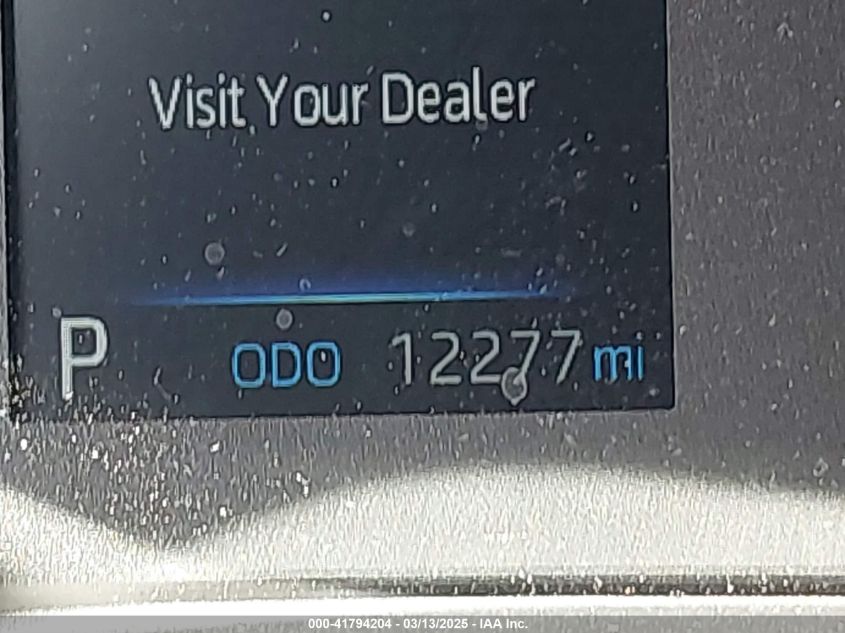 Visit Your Dealer
P ODO 12277 mi
000-41794204 - 03/13/2025 - IAA Inc.